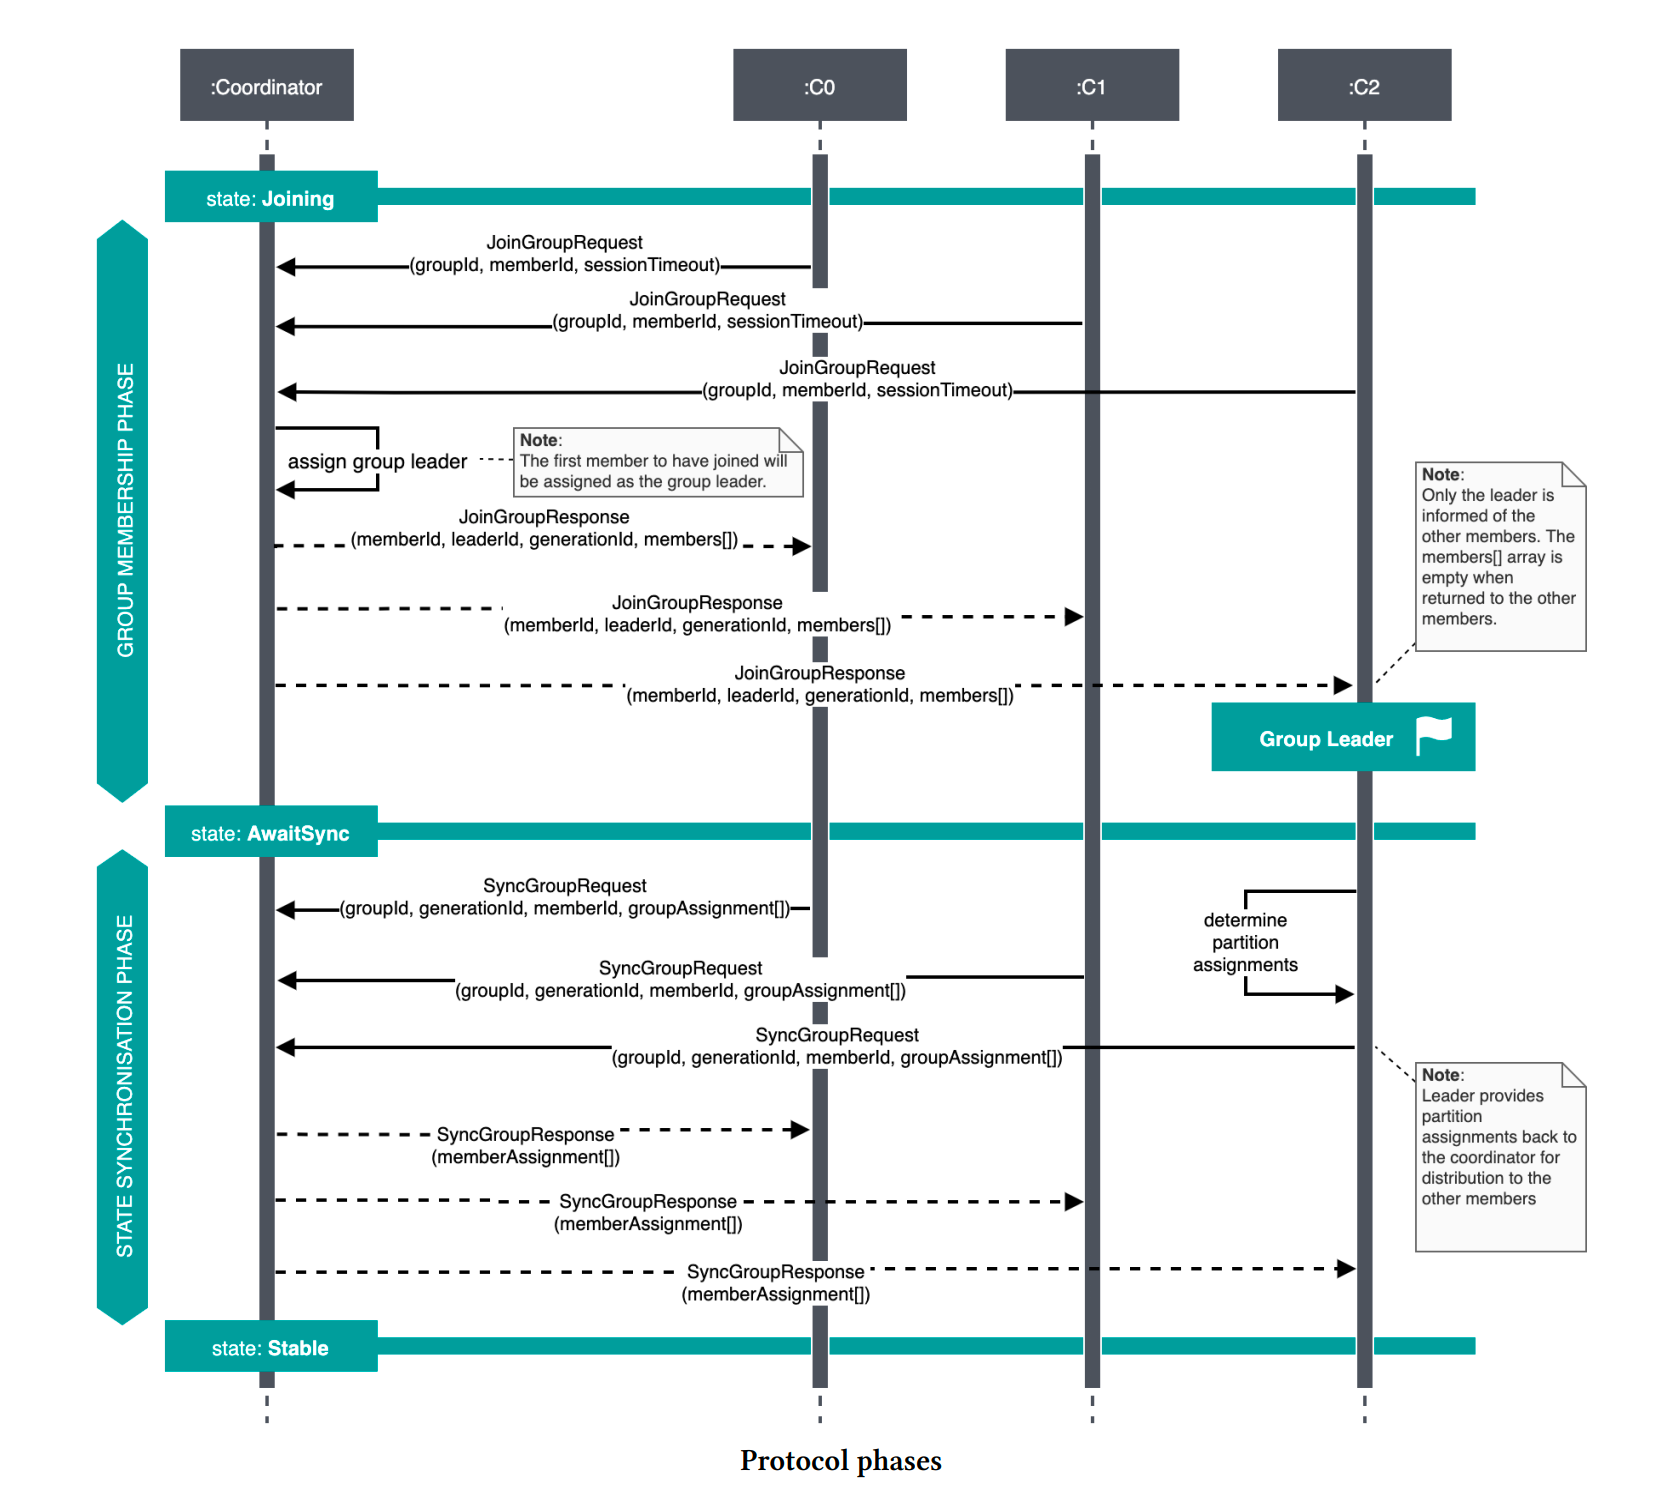 :Coordinator
:C0
:C1
:C2
state: Joining
GROUP MEMBERSHIP PHASE
JoinGroupRequest
(groupId, memberId, sessionTimeout)
JoinGroupRequest
(groupId, memberId, sessionTimeout)
JoinGroupRequest
(groupId, memberId, sessionTimeout)
assign group leader
Note:
The first member to have joined will
be assigned as the group leader.
Note:
Only the leader is
informed of the
other members. The
members[] array is
empty when
returned to the other
members.
JoinGroupResponse
(memberId, leaderId, generationId, members[])
JoinGroupResponse
(memberId, leaderId, generationId, members[])
JoinGroupResponse
(memberId, leaderId, generationId, members[])
Group Leader
state: AwaitSync
STATE SYNCHRONISATION PHASE
SyncGroupRequest
(groupId, generationId, memberId, groupAssignment[])
determine
partition
assignments
SyncGroupRequest
(groupId, generationId, memberId, groupAssignment[])
SyncGroupRequest
(groupId, generationId, memberId, groupAssignment[])
Note:
Leader provides
partition
assignments back to
the coordinator for
distribution to the
other members
SyncGroupResponse
(memberAssignment[])
SyncGroupResponse
(memberAssignment[])
SyncGroupResponse
(memberAssignment[])
state: Stable
Protocol phases